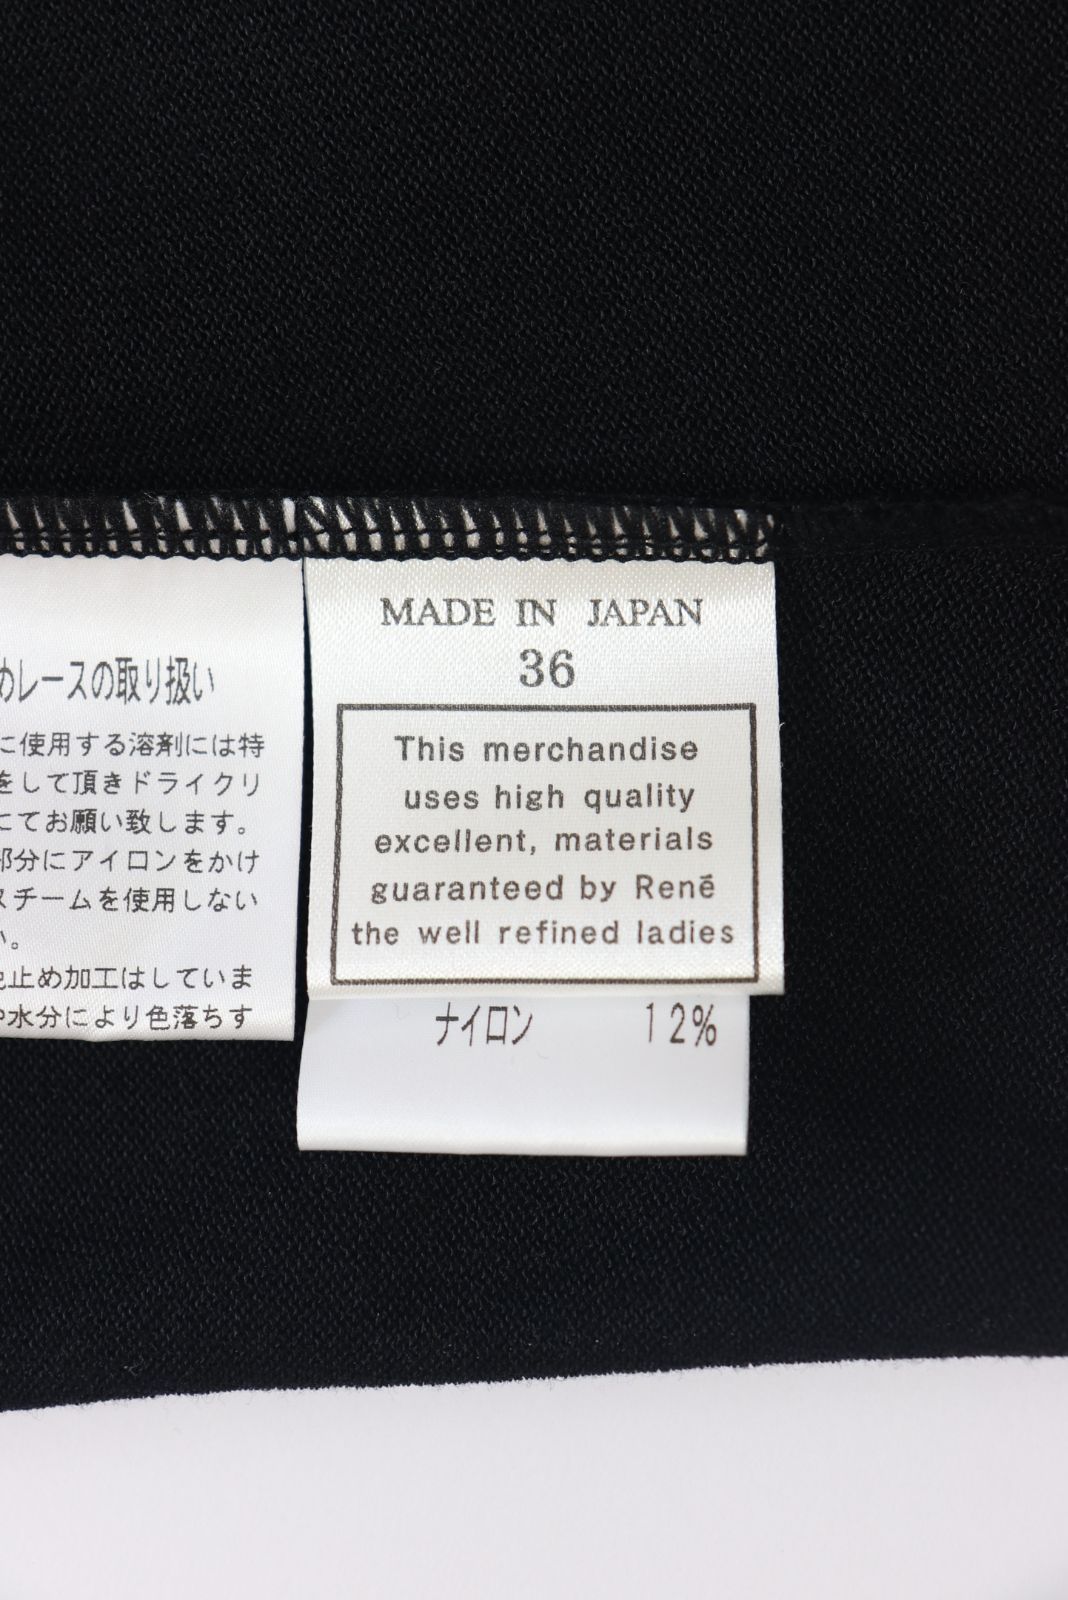 めレースの取り扱い
に使用する溶剤には特
をして頂きドライクリ
にてお願い致します。
部分にアイロンをかけ
スチームを使用しない
い。
色止め加工はしていま
や水分により色落ちす
MADE IN JAPAN
36
This merchandise
uses high quality
excellent, materials
guaranteed by René
the well refined ladies
ナイロン 12%